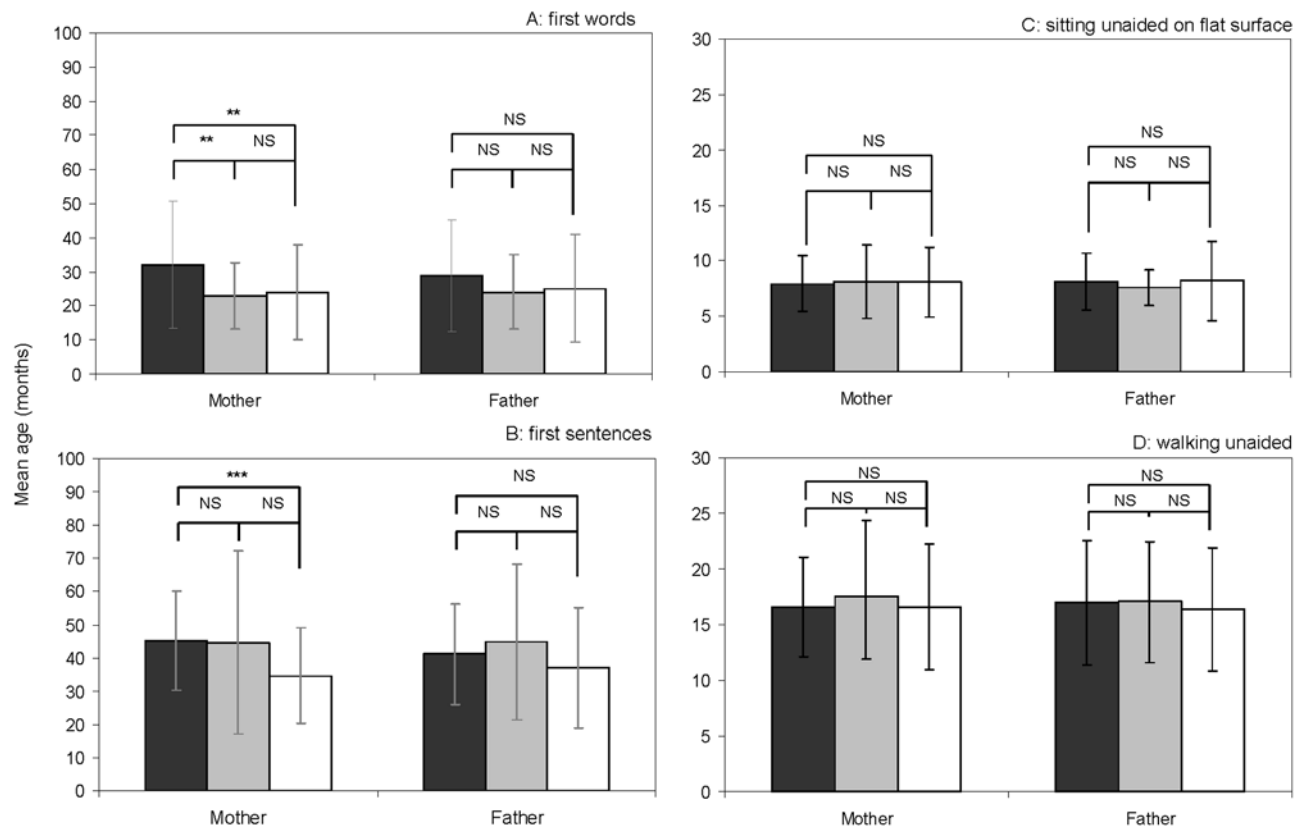 A: first words
100
90
80
70
60
50
40
30
20
10
0
**
** NS
NS
NS NS
Mother Father
C: sitting unaided on flat surface
30
25
20
15
10
5
0
NS
NS NS
NS
NS NS
Mother Father
Mean age (months)
B: first sentences
100
90
80
70
60
50
40
30
20
10
0
***
NS NS
NS
NS NS
Mother Father
D: walking unaided
30
25
20
15
10
5
0
NS
NS NS
NS
NS NS
Mother Father